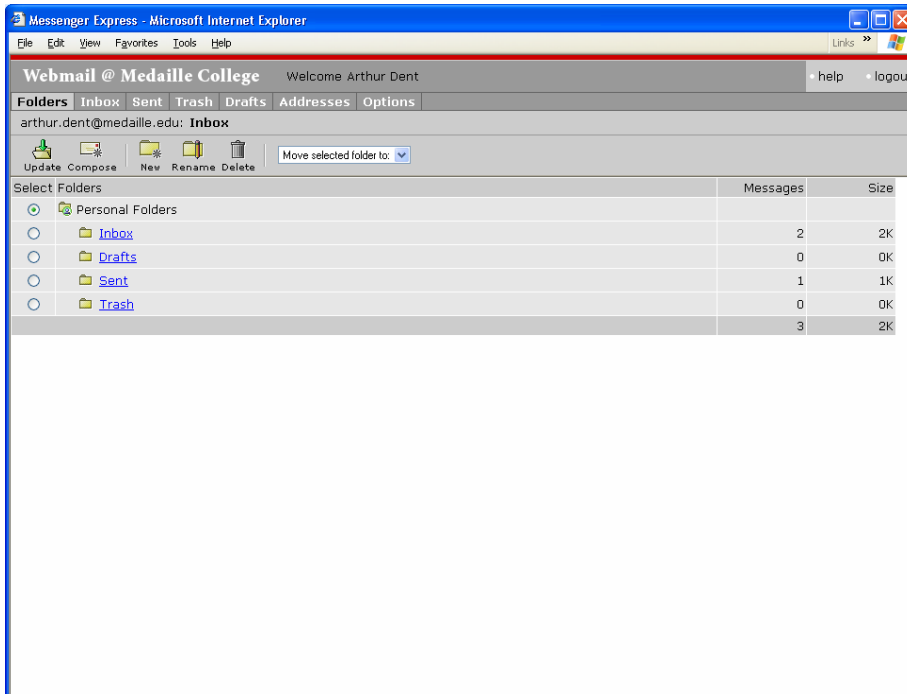 Messenger Express - Microsoft Internet Explorer
File Edit View Favorites Tools Help Links »
Webmail @ Medaille College Welcome Arthur Dent help logou
Folders Inbox Sent Trash Drafts Addresses Options
arthur.dent@medaille.edu: Inbox
Update Compose New Rename Delete Move selected folder to:
Select Folders Messages Size
Personal Folders
Inbox 2 2K
Drafts 0 0K
Sent 1 1K
Trash 0 0K
3 2K